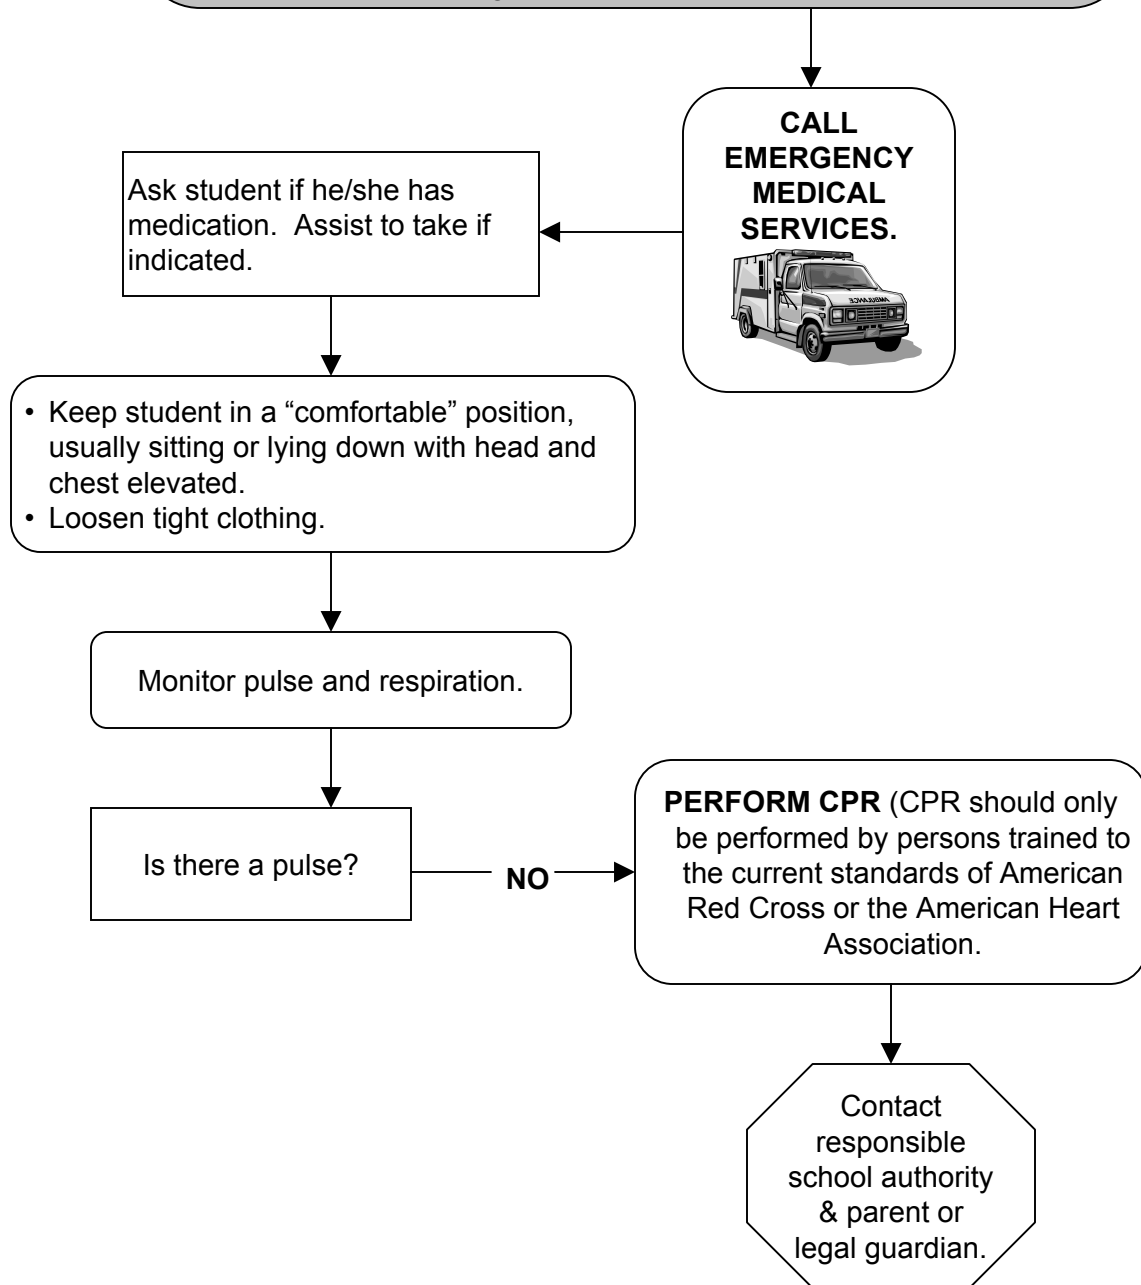 CALL
EMERGENCY
MEDICAL
SERVICES.
AMBULANCE
Ask student if he/she has
medication.  Assist to take if
indicated.
• Keep student in a “comfortable” position,
usually sitting or lying down with head and
chest elevated.
• Loosen tight clothing.
Monitor pulse and respiration.
Is there a pulse?
NO
PERFORM CPR (CPR should only
be performed by persons trained to
the current standards of American
Red Cross or the American Heart
Association.
Contact
responsible
school authority
& parent or
legal guardian.